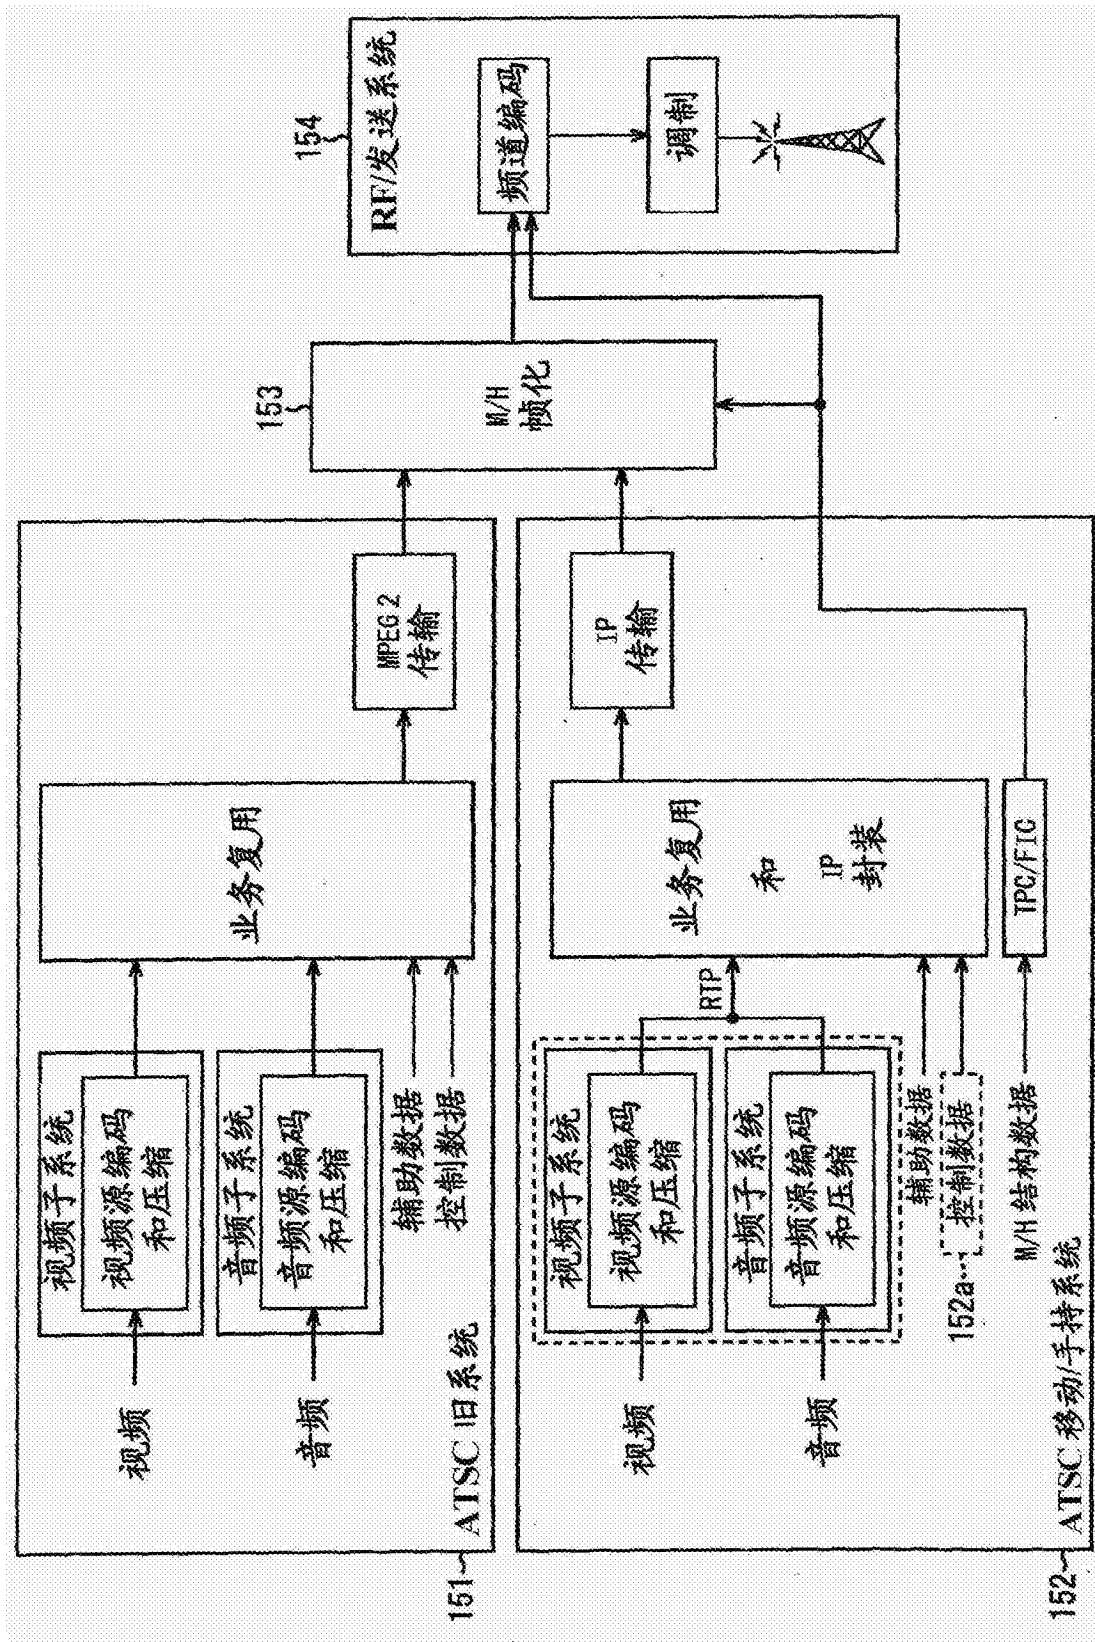 151
ATSC 旧系统
视频
视频子系统
视频源编码
和压缩
音频
音频子系统
音频源编码
和压缩
辅助数据
控制数据
业务复用
MPEG 2
传输
152
ATSC 移动/手持系统
视频
视频子系统
视频源编码
和压缩
音频
音频子系统
音频源编码
和压缩
RTP
辅助数据
152a
控制数据
M/H 结构数据
业务复用
和
IP
封装
TPC/FIC
IP
传输
153
M/H
帧化
154
RF/发送系统
频道编码
调制